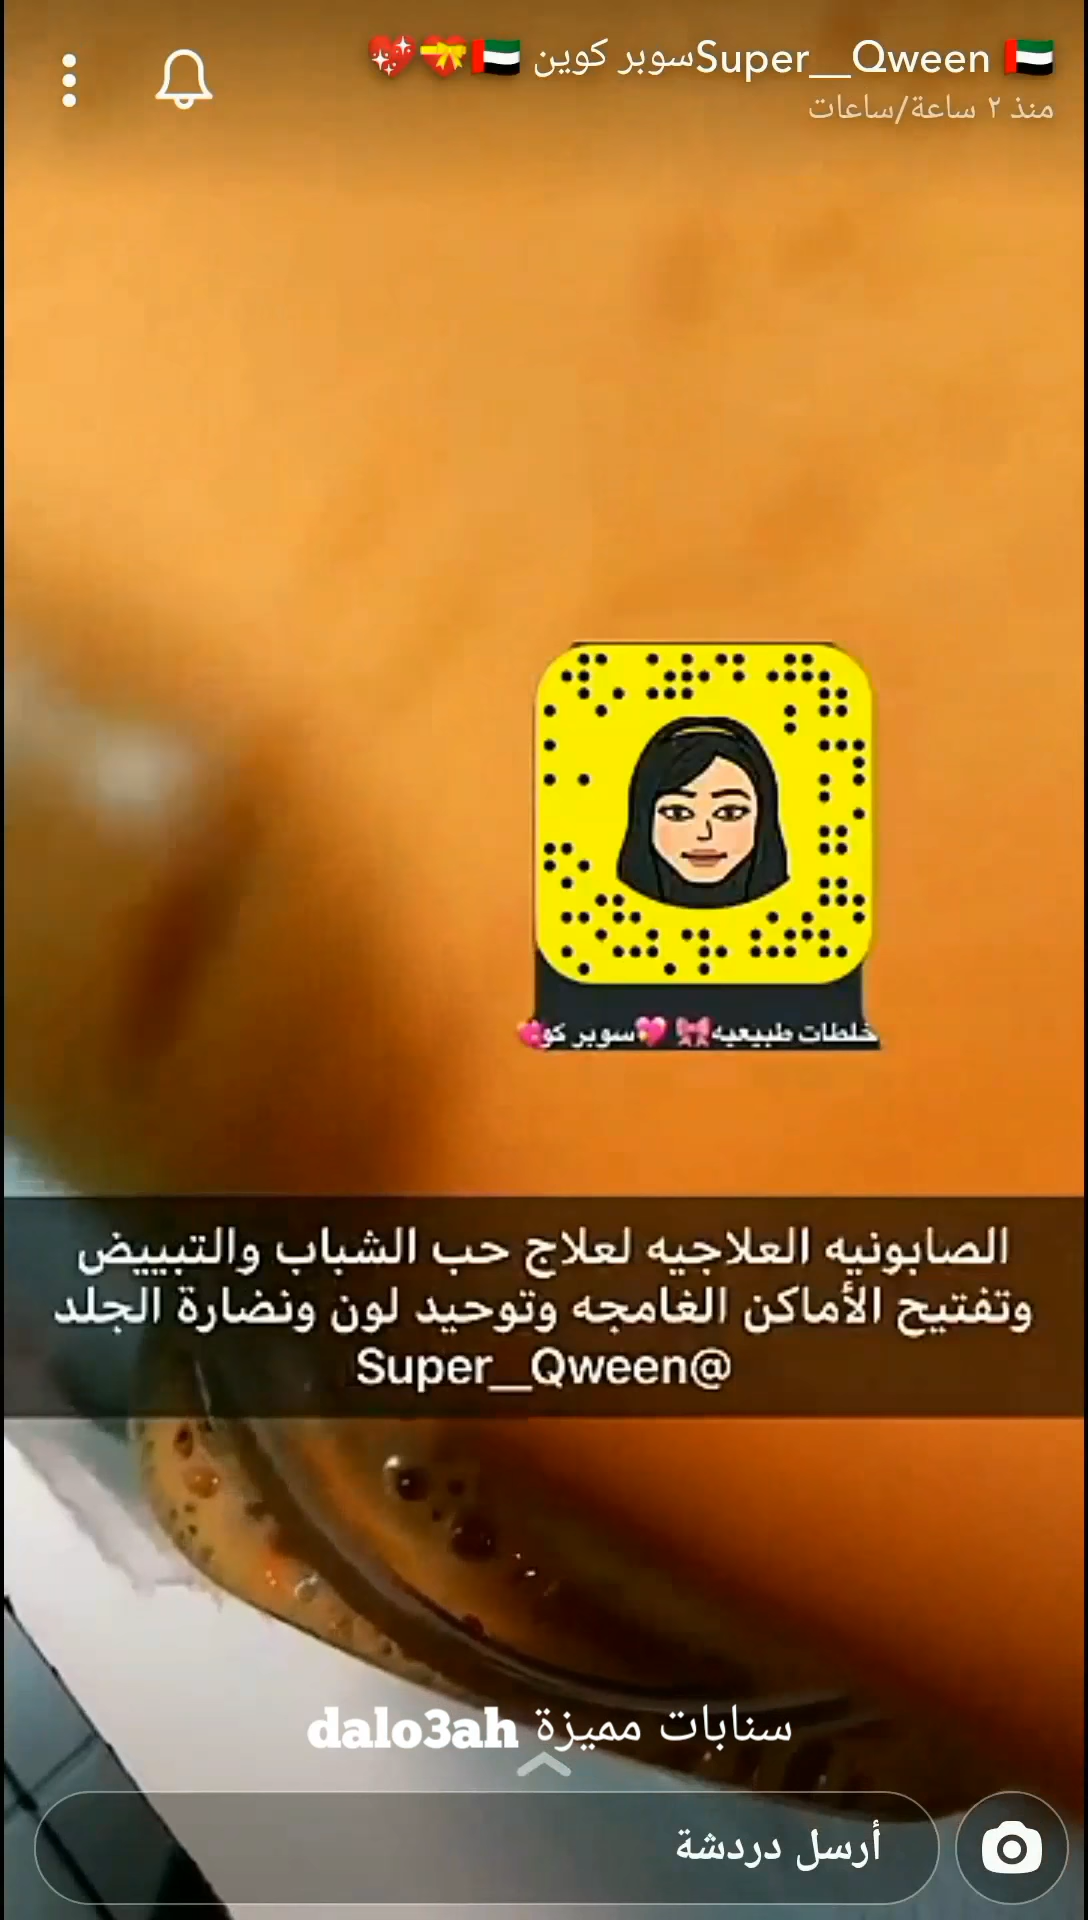 🇦🇪 Super__Qweenسوبر كوين 🇦🇪💝💖
منذ ٢ ساعة/ساعات
خلطات طبيعيه🎀 💖سوبر كو💖
الصابونيه العلاجيه لعلاج حب الشباب والتبييض
وتفتيح الأماكن الغامجه وتوحيد لون ونضارة الجلد
@Super__Qween
سنابات مميزة dalo3ah
أرسل دردشة